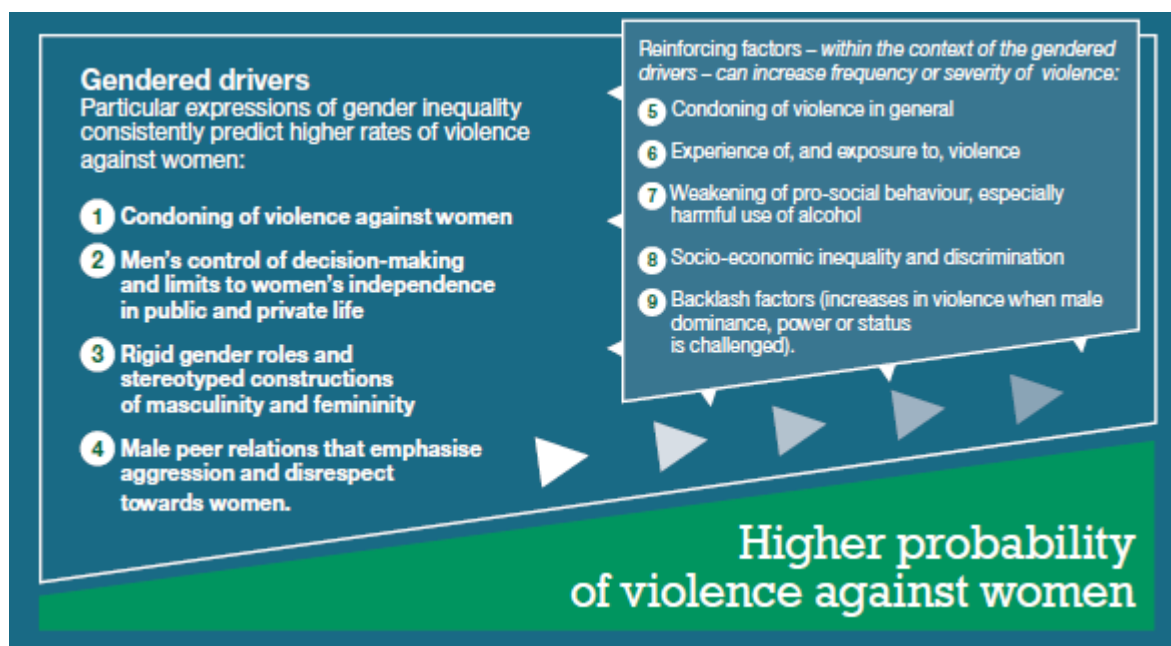 Gendered drivers
Particular expressions of gender inequality
consistently predict higher rates of violence
against women:
1 Condoning of violence against women
2 Men's control of decision-making
and limits to women's independence
in public and private life
3 Rigid gender roles and
stereotyped constructions
of masculinity and femininity
4 Male peer relations that emphasise
aggression and disrespect
towards women.
Reinforcing factors – within the context of the gendered
drivers – can increase frequency or severity of violence:
5 Condoning of violence in general
6 Experience of, and exposure to, violence
7 Weakening of pro-social behaviour, especially
harmful use of alcohol
8 Socio-economic inequality and discrimination
9 Backlash factors (increases in violence when male
dominance, power or status
is challenged).
Higher probability
of violence against women